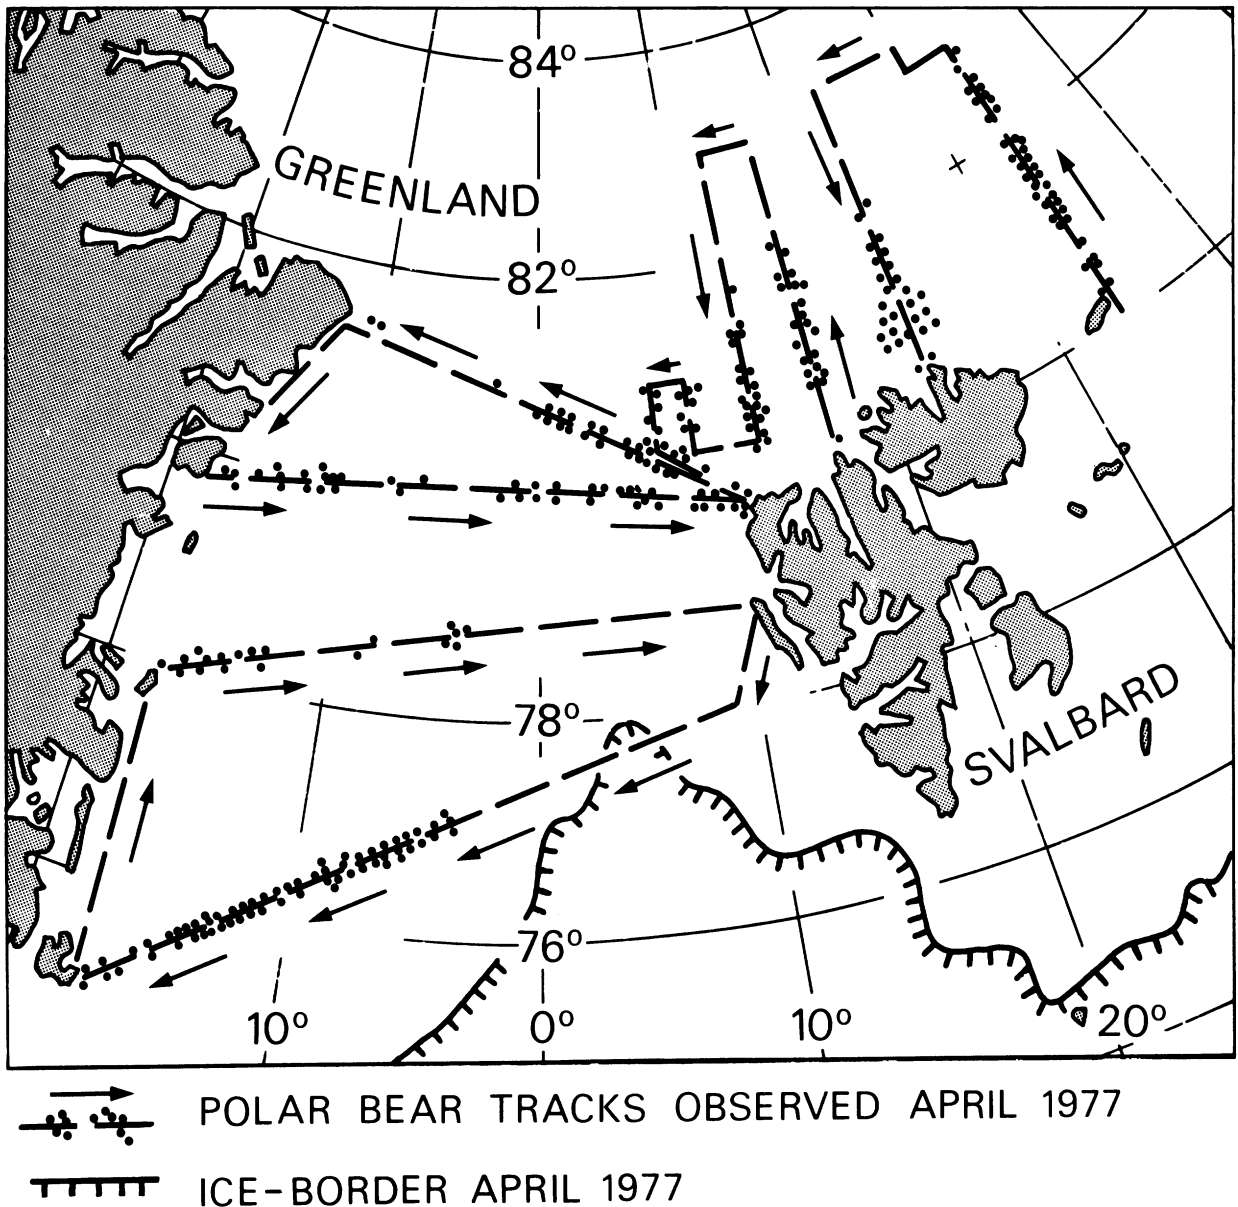 84°
GREENLAND
82°
78°
SVALBARD
76°
10° 0° 10° 20°
POLAR BEAR TRACKS OBSERVED APRIL 1977
ICE-BORDER APRIL 1977